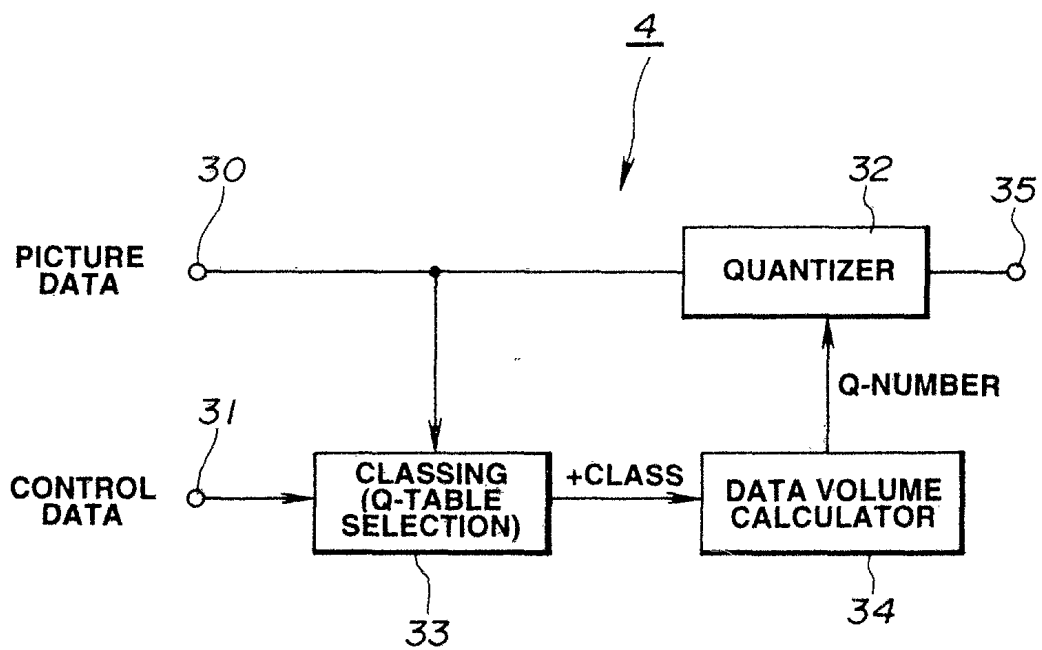 4
30
32
35
PICTURE
DATA
QUANTIZER
Q-NUMBER
31
CONTROL
DATA
CLASSING
(Q-TABLE
SELECTION)
+CLASS
DATA VOLUME
CALCULATOR
33
34